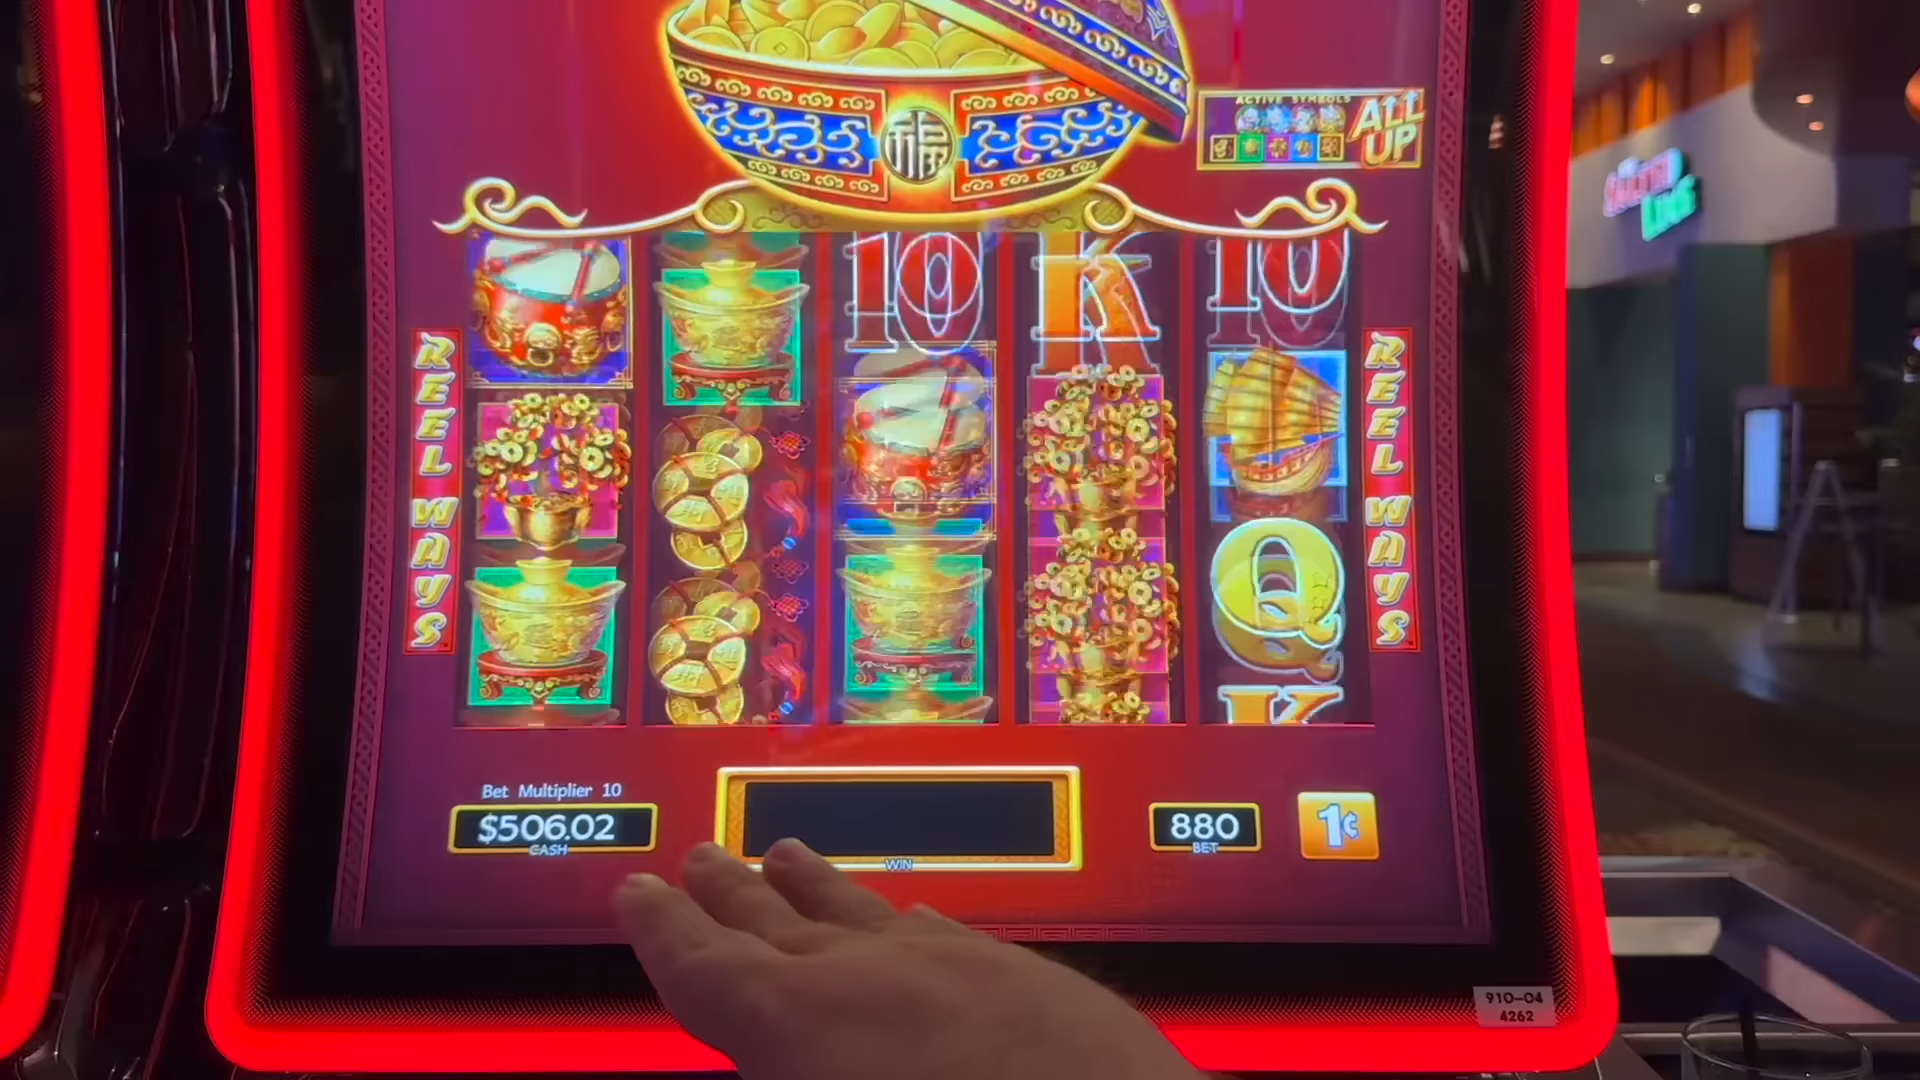 ACTIVE SYMBOLS
ALL
UP
福
10
K
10
REEL WAYS
REEL WAYS
Q
K
Bet Multiplier 10
$506.02
CASH
WIN
880
BET
1¢
910-04
4262